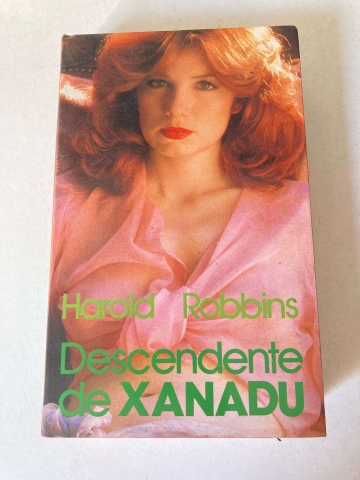 Harold Robbins
Descendente
de XANADU